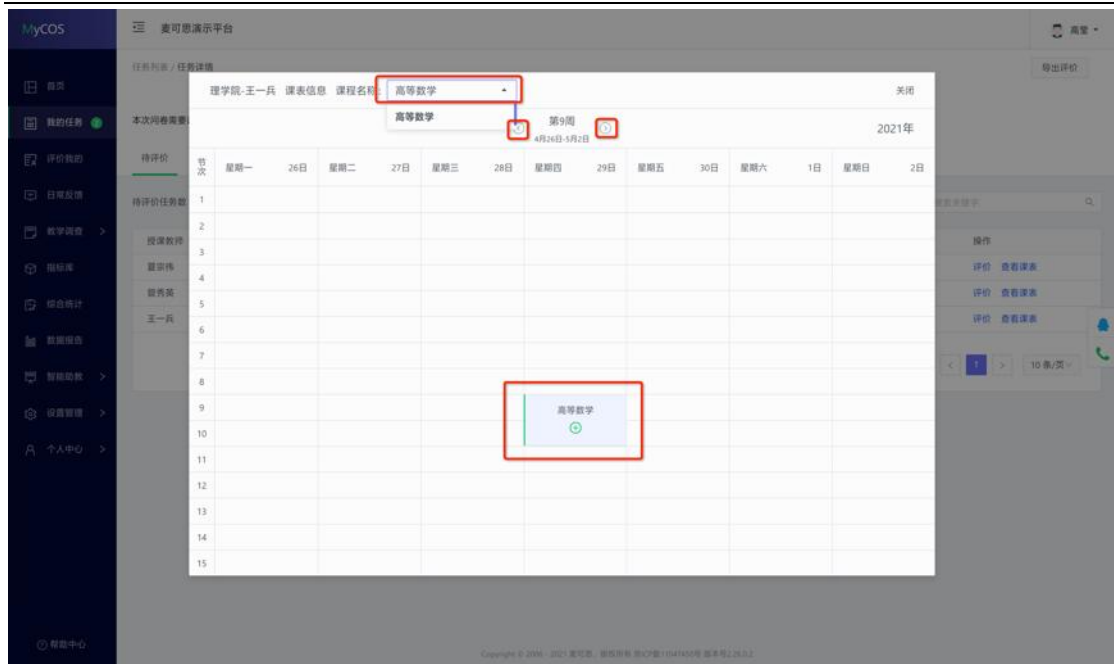 MyCOS
麦可思演示平台
高莹
任务列表 / 任务详情
导出评价
首页
理学院-王一兵 课表信息 课程名称: 高等数学
关闭
高等数学
我的任务 2
本次问卷需要
第9周
4月26日-5月2日
2021年
评价我的
待评价
节次 星期一 26日 星期二 27日 星期三 28日 星期四 29日 星期五 30日 星期六 1日 星期日 2日
日常反馈
待评价任务数
1
2
教学调查
授课教师
操作
3
指标库
夏宗伟
评价 查看课表
4
综合统计
评价 查看课表
5
王一兵
评价 查看课表
6
数据报告
7
1
10 条/页
智能助教
8
设置管理
9
高等数学
10
个人中心
11
12
13
14
15
帮助中心